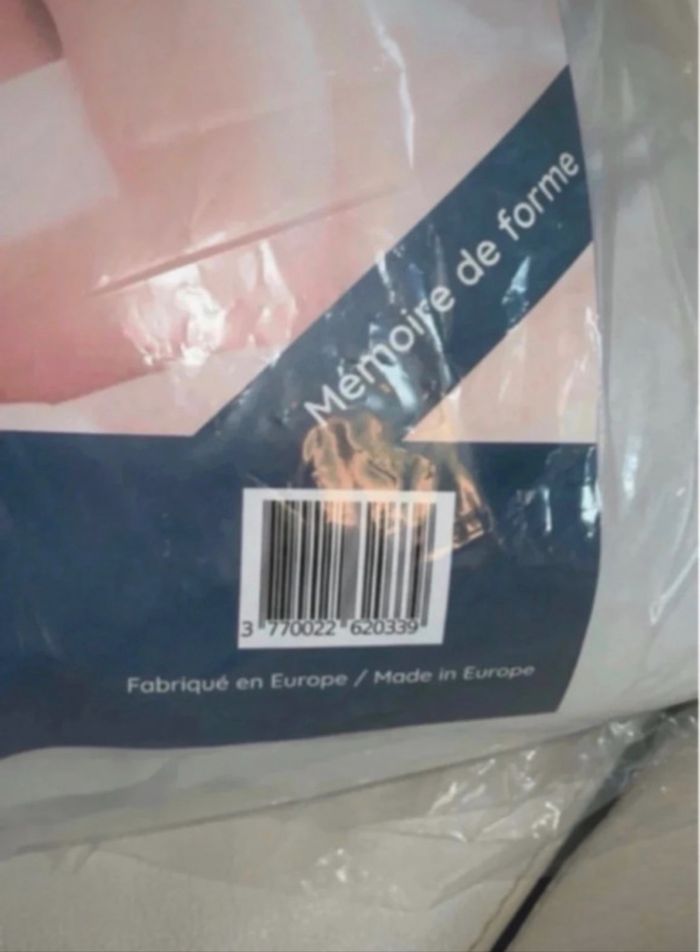 Mémoire de forme
3 770022 620339
Fabriqué en Europe / Made in Europe